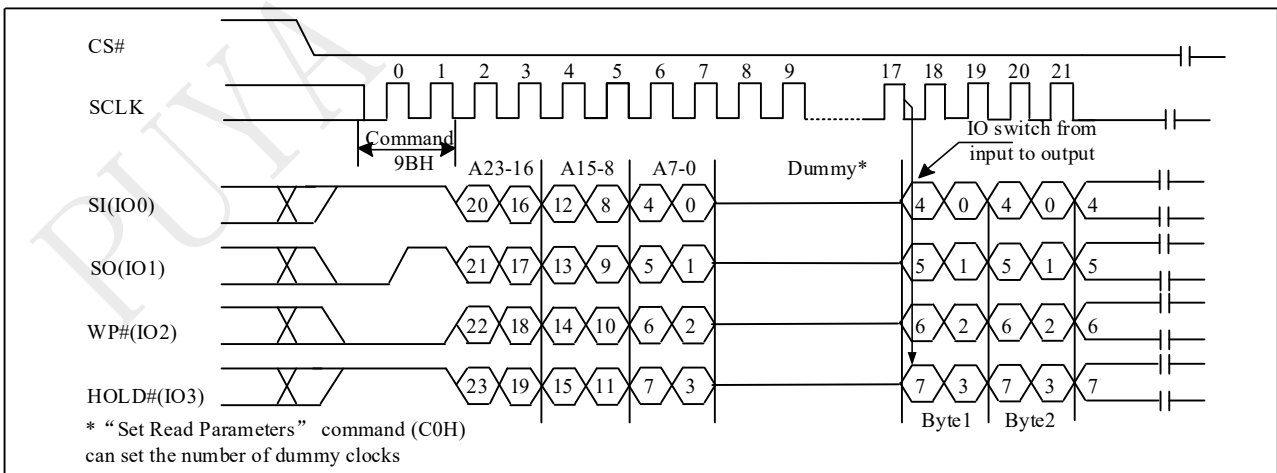 PUYA
CS#
0 1 2 3 4 5 6 7 8 9 17 18 19 20 21
SCLK
Command
9BH
IO switch from
input to output
A23-16 A15-8 A7-0 Dummy*
SI(IO0) 20 16 12 8 4 0 4 0 4 0 4
SO(IO1) 21 17 13 9 5 1 5 1 5 1 5
WP#(IO2) 22 18 14 10 6 2 6 2 6 2 6
HOLD#(IO3) 23 19 15 11 7 3 7 3 7 3 7
Byte1 Byte2
* “Set Read Parameters” command (C0H)
can set the number of dummy clocks